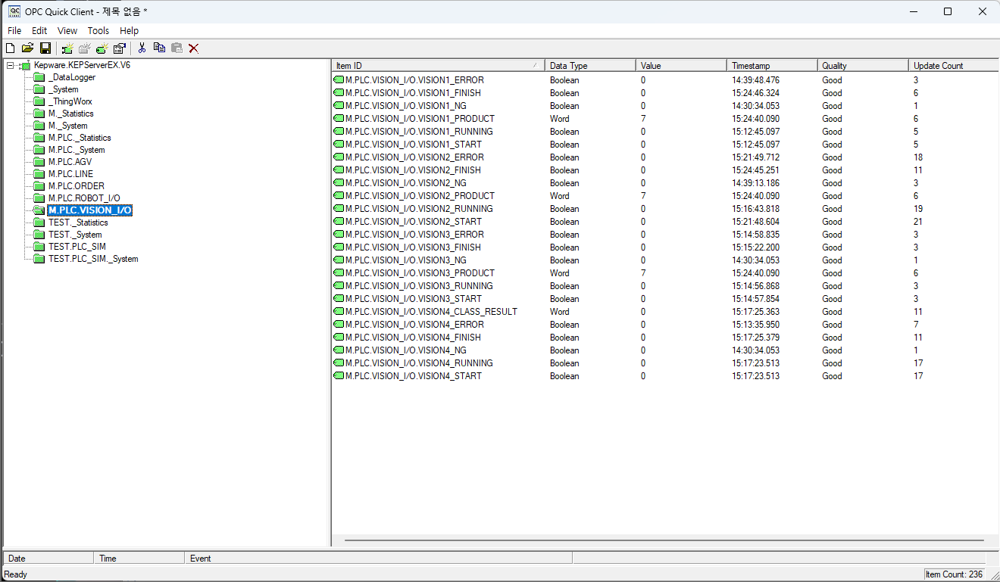 OPC Quick Client - 제목 없음 *
File Edit View Tools Help
Kepware.KEPServerEX.V6
_DataLogger
_System
_ThingWorx
M._Statistics
M._System
M.PLC._Statistics
M.PLC._System
M.PLC.AGV
M.PLC.LINE
M.PLC.ORDER
M.PLC.ROBOT_I/O
M.PLC.VISION_I/O
TEST._Statistics
TEST._System
TEST.PLC_SIM
TEST.PLC_SIM._System
Item ID Data Type Value Timestamp Quality Update Count
M.PLC.VISION_I/O.VISION1_ERROR Boolean 0 14:39:48.476 Good 3
M.PLC.VISION_I/O.VISION1_FINISH Boolean 0 15:24:46.324 Good 6
M.PLC.VISION_I/O.VISION1_NG Boolean 0 14:30:34.053 Good 1
M.PLC.VISION_I/O.VISION1_PRODUCT Word 7 15:24:40.090 Good 6
M.PLC.VISION_I/O.VISION1_RUNNING Boolean 0 15:12:45.097 Good 5
M.PLC.VISION_I/O.VISION1_START Boolean 0 15:12:45.097 Good 5
M.PLC.VISION_I/O.VISION2_ERROR Boolean 0 15:21:49.712 Good 18
M.PLC.VISION_I/O.VISION2_FINISH Boolean 0 15:24:45.251 Good 11
M.PLC.VISION_I/O.VISION2_NG Boolean 0 14:39:13.186 Good 3
M.PLC.VISION_I/O.VISION2_PRODUCT Word 7 15:24:40.090 Good 6
M.PLC.VISION_I/O.VISION2_RUNNING Boolean 0 15:16:43.818 Good 19
M.PLC.VISION_I/O.VISION2_START Boolean 0 15:21:48.604 Good 21
M.PLC.VISION_I/O.VISION3_ERROR Boolean 0 15:14:58.835 Good 3
M.PLC.VISION_I/O.VISION3_FINISH Boolean 0 15:15:22.200 Good 3
M.PLC.VISION_I/O.VISION3_NG Boolean 0 14:30:34.053 Good 1
M.PLC.VISION_I/O.VISION3_PRODUCT Word 7 15:24:40.090 Good 6
M.PLC.VISION_I/O.VISION3_RUNNING Boolean 0 15:14:56.868 Good 3
M.PLC.VISION_I/O.VISION3_START Boolean 0 15:14:57.854 Good 3
M.PLC.VISION_I/O.VISION4_CLASS_RESULT Word 0 15:17:25.363 Good 11
M.PLC.VISION_I/O.VISION4_ERROR Boolean 0 15:13:35.950 Good 7
M.PLC.VISION_I/O.VISION4_FINISH Boolean 0 15:17:25.379 Good 11
M.PLC.VISION_I/O.VISION4_NG Boolean 0 14:30:34.053 Good 1
M.PLC.VISION_I/O.VISION4_RUNNING Boolean 0 15:17:23.513 Good 17
M.PLC.VISION_I/O.VISION4_START Boolean 0 15:17:23.513 Good 17
Date Time Event
Ready Item Count: 236